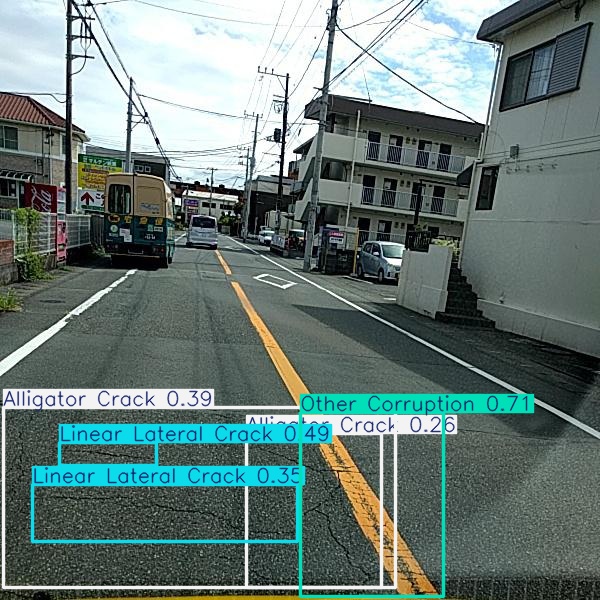 Alligator Crack 0.39
Other Corruption 0.71
Alligator Crack 0.26
Linear Lateral Crack 0.49
Linear Lateral Crack 0.35